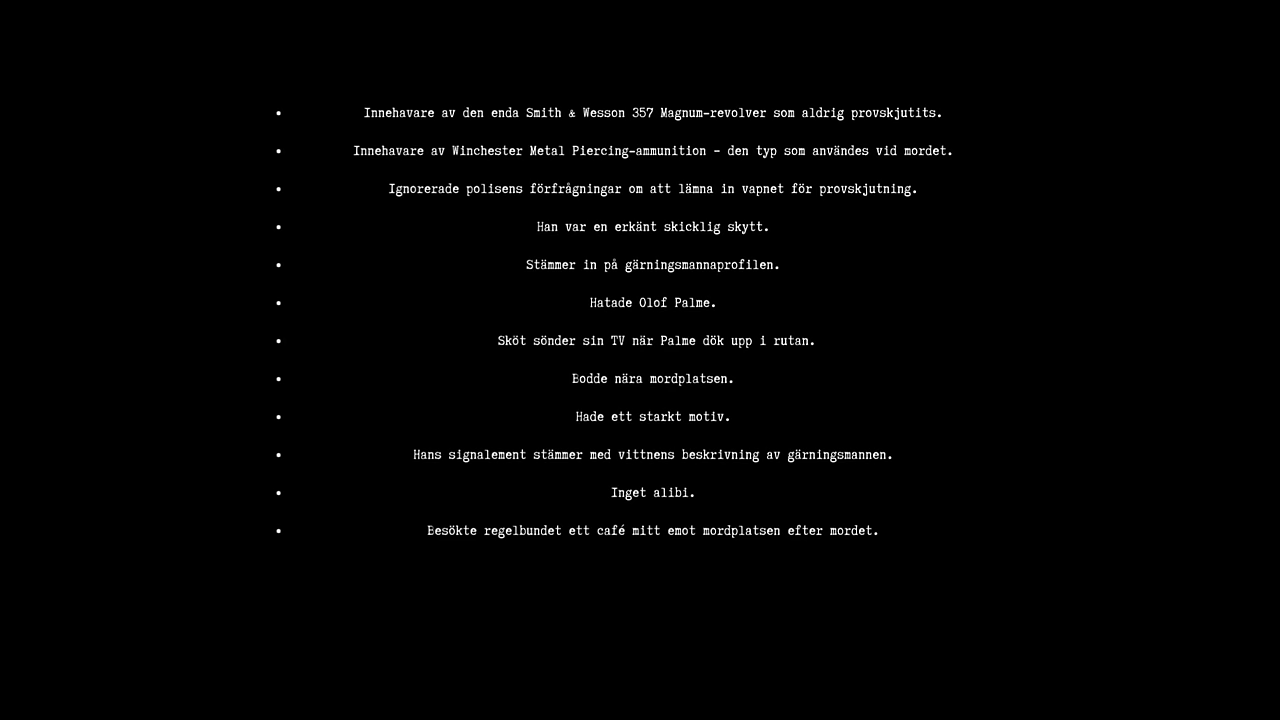 • Innehavare av den enda Smith & Wesson 357 Magnum-revolver som aldrig provskjutits.
• Innehavare av Winchester Metal Piercing-ammunition - den typ som användes vid mordet.
• Ignorerade polisens förfrågningar om att lämna in vapnet för provskjutning.
• Han var en erkänt skicklig skytt.
• Stämmer in på gärningsmannaprofilen.
• Hatade Olof Palme.
• Sköt sönder sin TV när Palme dök upp i rutan.
• Bodde nära mordplatsen.
• Hade ett starkt motiv.
• Hans signalement stämmer med vittnens beskrivning av gärningsmannen.
• Inget alibi.
• Besökte regelbundet ett café mitt emot mordplatsen efter mordet.